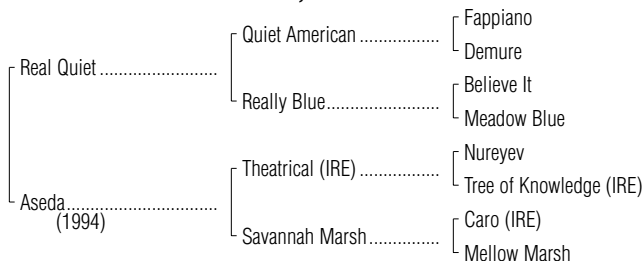 Fappiano
Quiet American ..................
Demure
Real Quiet ..........................
Believe It
Really Blue.........................
Meadow Blue
Nureyev
Theatrical (IRE) ..................
Tree of Knowledge (IRE)
Aseda.................................
(1994)
Caro (IRE)
Savannah Marsh................
Mellow Marsh